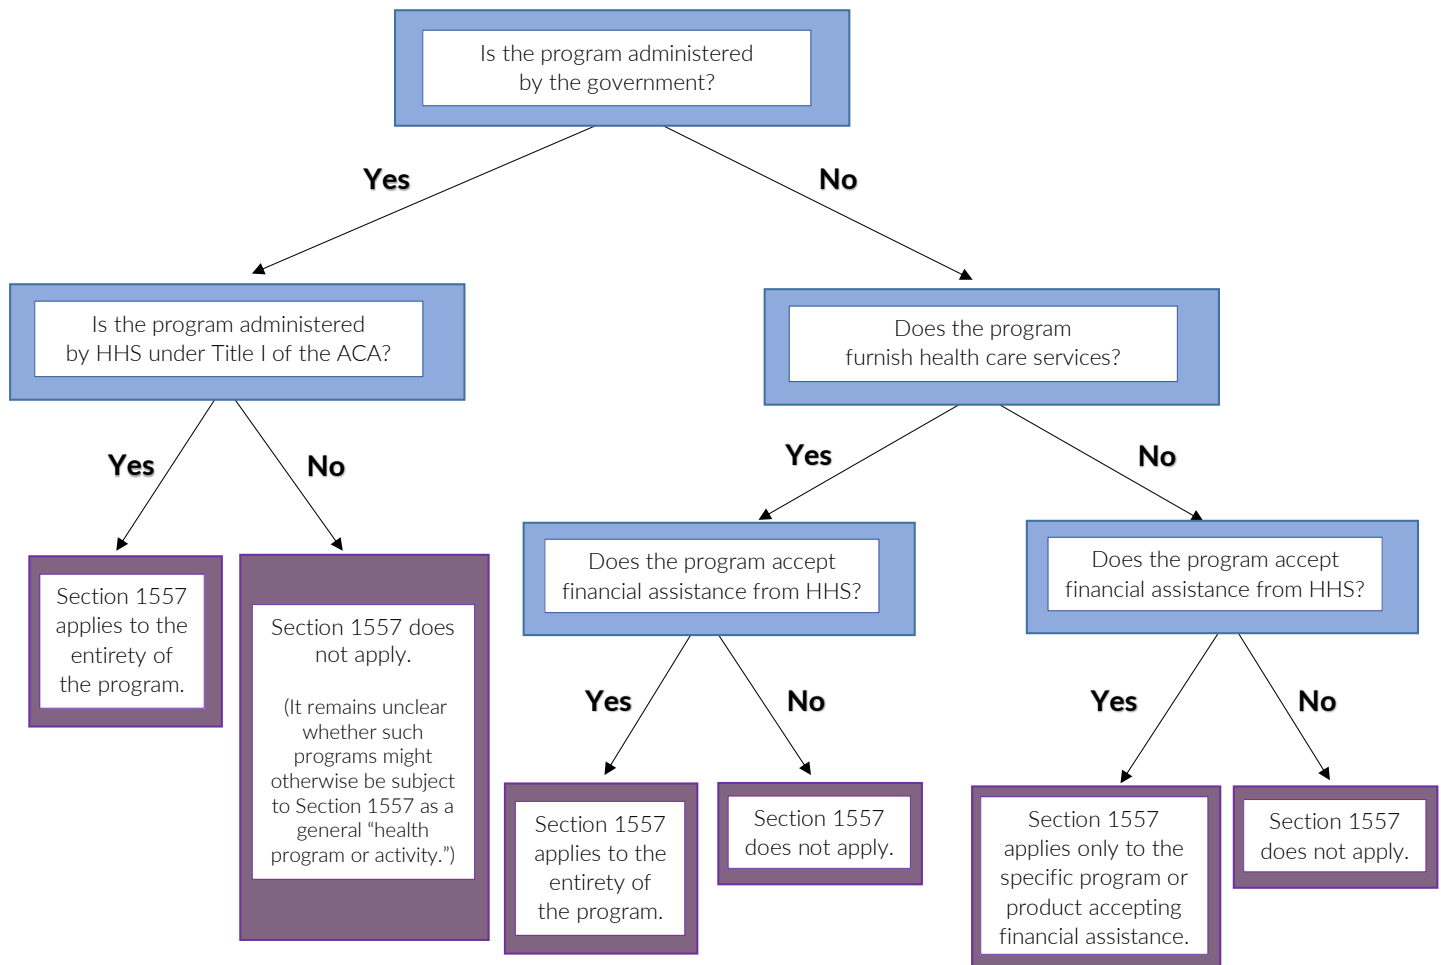 Is the program administered
by the government?
Yes
No
Is the program administered
by HHS under Title I of the ACA?
Does the program
furnish health care services?
Yes
No
Yes
No
Section 1557
applies to the
entirety of
the program.
Section 1557 does
not apply.
(It remains unclear
whether such
programs might
otherwise be subject
to Section 1557 as a
general “health
program or activity.”)
Does the program accept
financial assistance from HHS?
Does the program accept
financial assistance from HHS?
Yes
No
Yes
No
Section 1557
applies to the
entirety of
the program.
Section 1557
does not apply.
Section 1557
applies only to the
specific program or
product accepting
financial assistance.
Section 1557
does not apply.